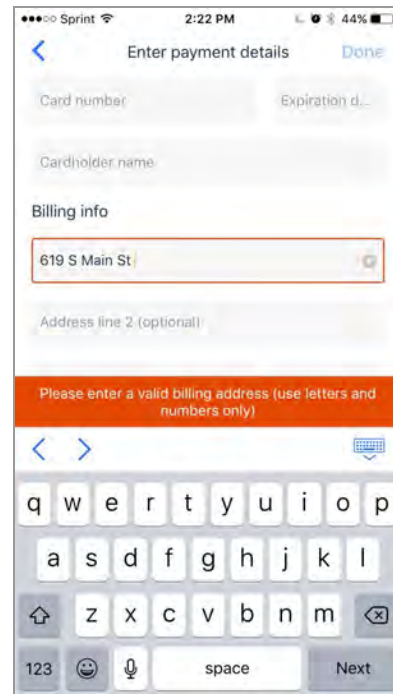 Sprint 2:22 PM 44%
Enter payment details Done
Card number Expiration d...
Cardholder name
Billing info
619 S Main St
Address line 2 (optional)
Please enter a valid billing address (use letters and
numbers only)
q w e r t y u i o p
a s d f g h j k l
z x c v b n m
123 space Next